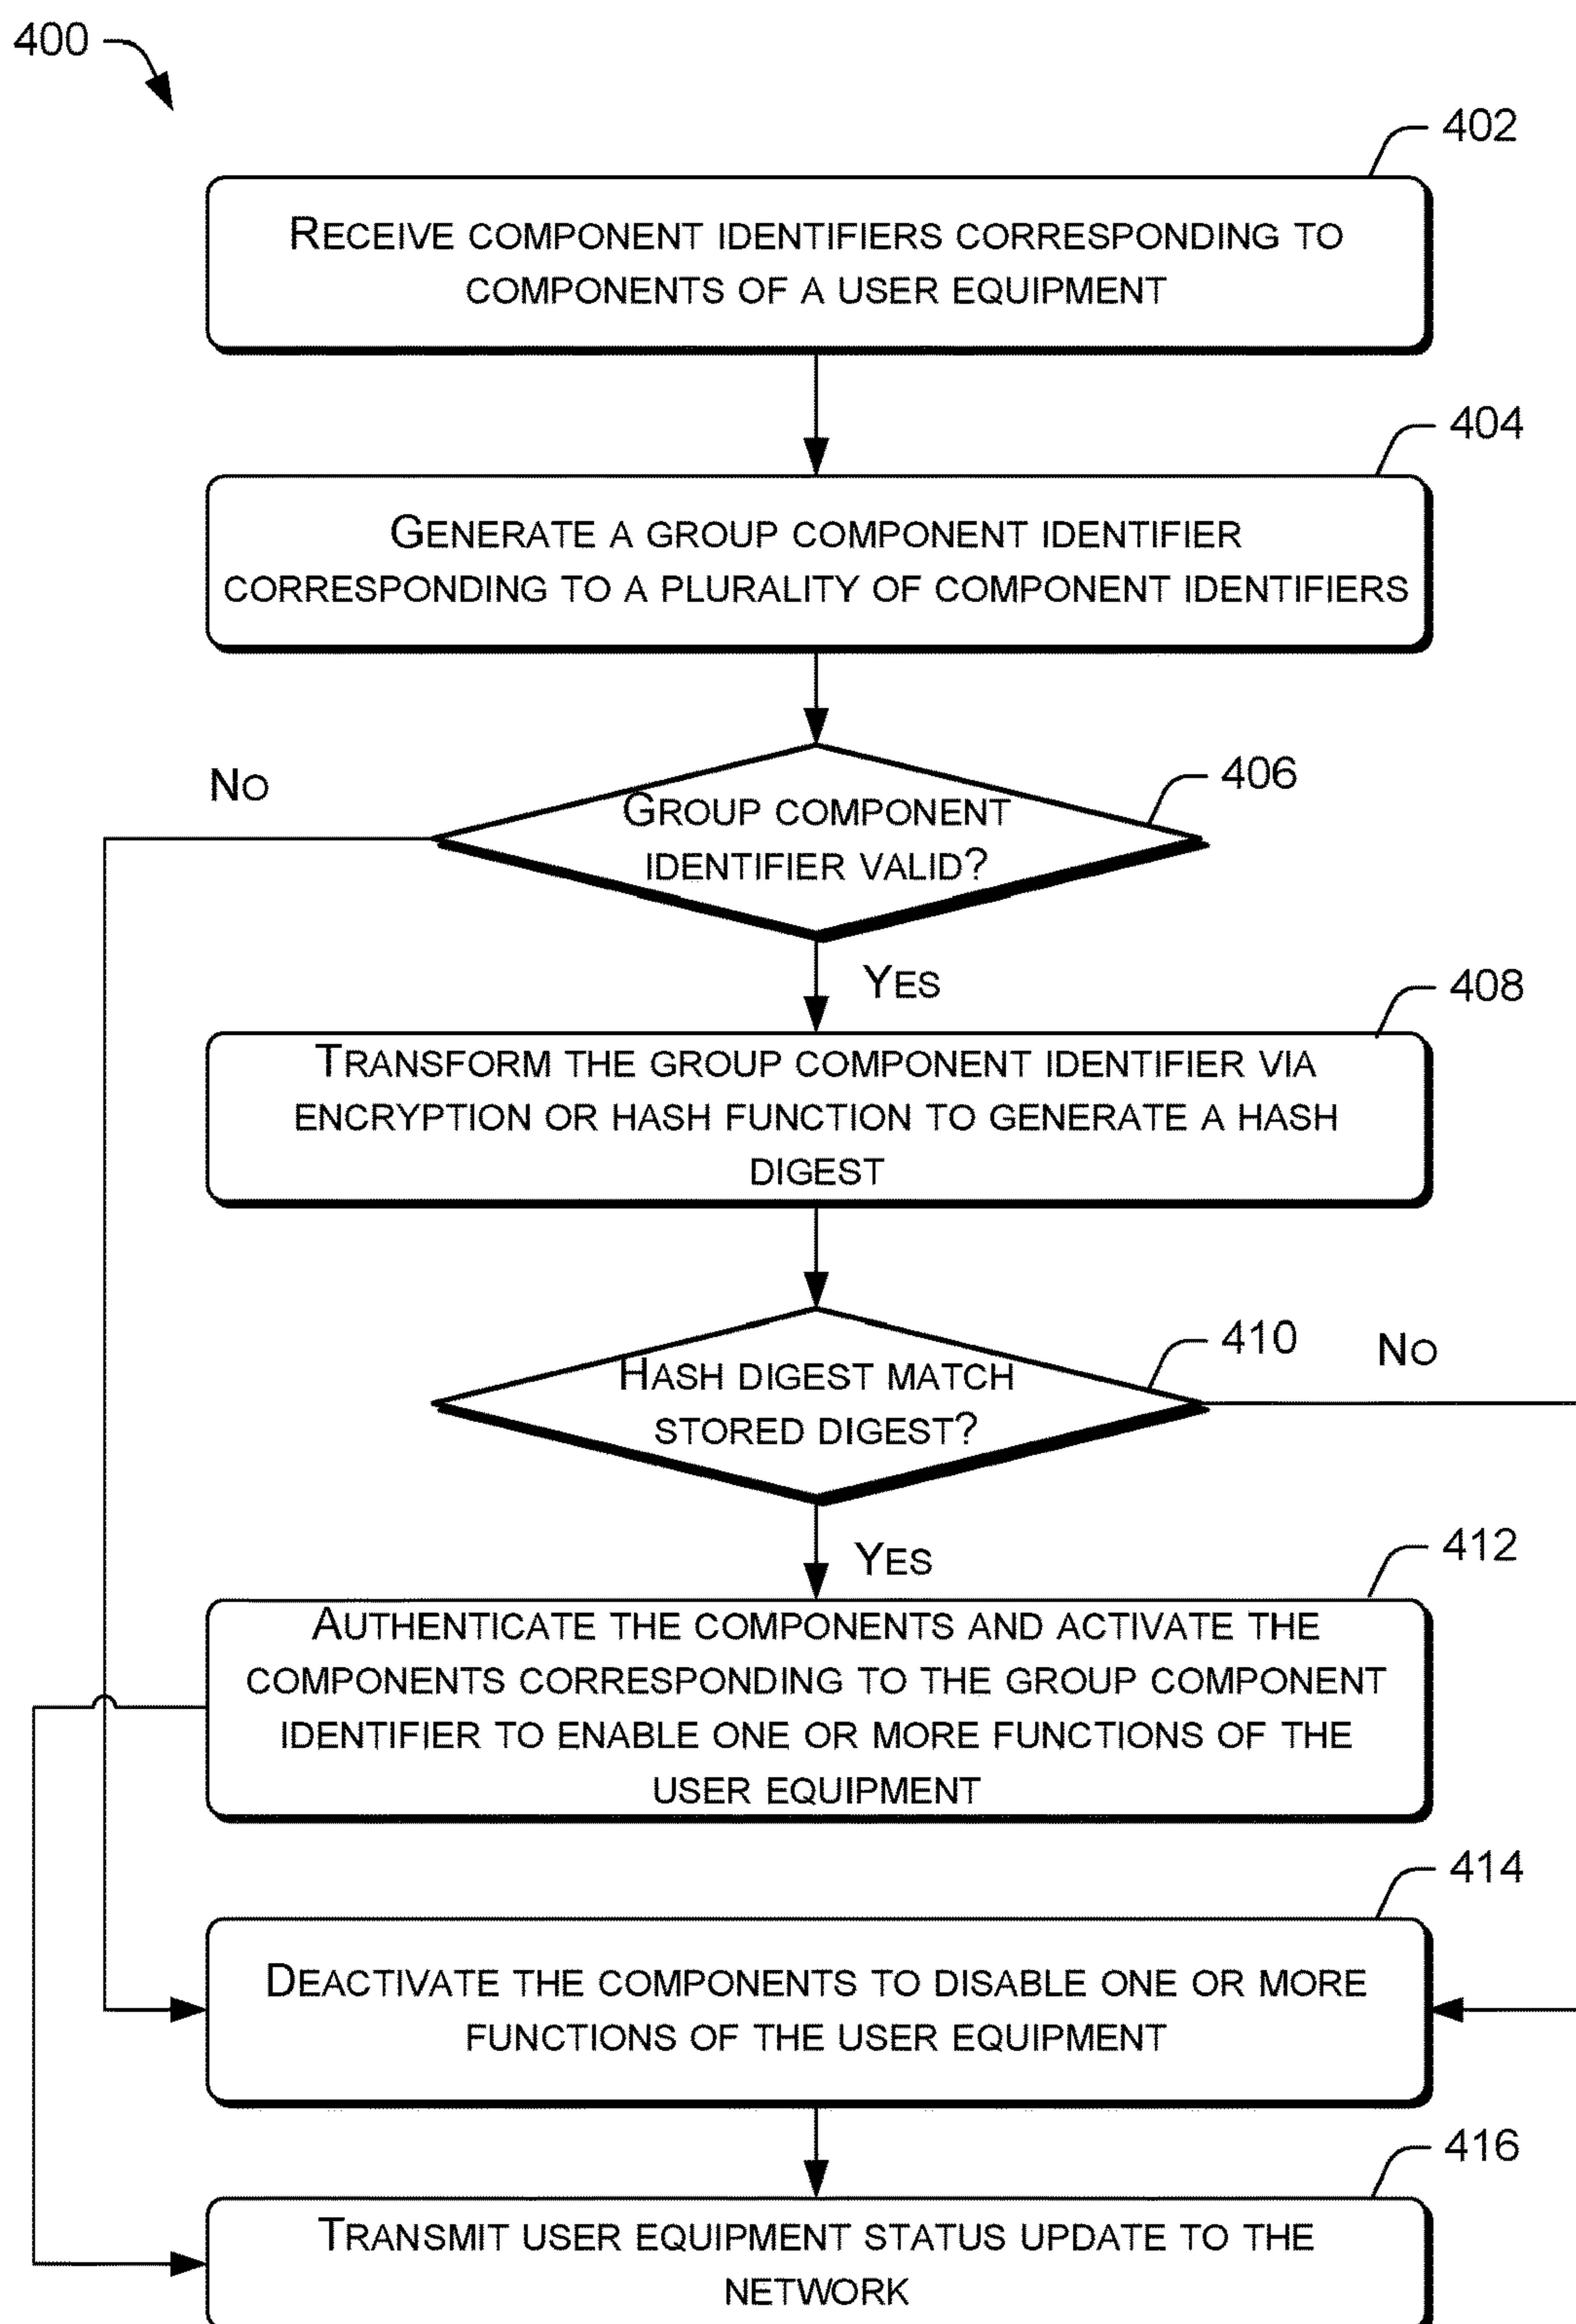 400
402
RECEIVE COMPONENT IDENTIFIERS CORRESPONDING TO
COMPONENTS OF A USER EQUIPMENT
404
GENERATE A GROUP COMPONENT IDENTIFIER
CORRESPONDING TO A PLURALITY OF COMPONENT IDENTIFIERS
NO
406
GROUP COMPONENT
IDENTIFIER VALID?
YES
408
TRANSFORM THE GROUP COMPONENT IDENTIFIER VIA
ENCRYPTION OR HASH FUNCTION TO GENERATE A HASH
DIGEST
410
NO
HASH DIGEST MATCH
STORED DIGEST?
YES
412
AUTHENTICATE THE COMPONENTS AND ACTIVATE THE
COMPONENTS CORRESPONDING TO THE GROUP COMPONENT
IDENTIFIER TO ENABLE ONE OR MORE FUNCTIONS OF THE
USER EQUIPMENT
414
DEACTIVATE THE COMPONENTS TO DISABLE ONE OR MORE
FUNCTIONS OF THE USER EQUIPMENT
416
TRANSMIT USER EQUIPMENT STATUS UPDATE TO THE
NETWORK